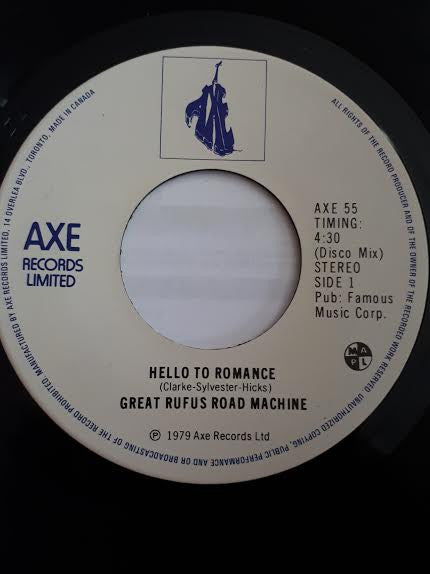 AXE
RECORDS
LIMITED
AXE 55
TIMING:
4:30
(Disco Mix)
STEREO
SIDE 1
Pub: Famous
Music Corp.
M A P L
HELLO TO ROMANCE
(Clarke-Sylvester-Hicks)
GREAT RUFUS ROAD MACHINE
℗ 1979 Axe Records Ltd
MANUFACTURED BY AXE RECORDS LIMITED, 14 OVERLEA BLVD., TORONTO, MADE IN CANADA
ALL RIGHTS OF THE RECORD PRODUCER AND OF THE OWNER OF THE RECORDED WORK RESERVED. UNAUTHORIZED COPYING, PUBLIC PERFORMANCE AND OR BROADCASTING OF THIS RECORD PROHIBITED.